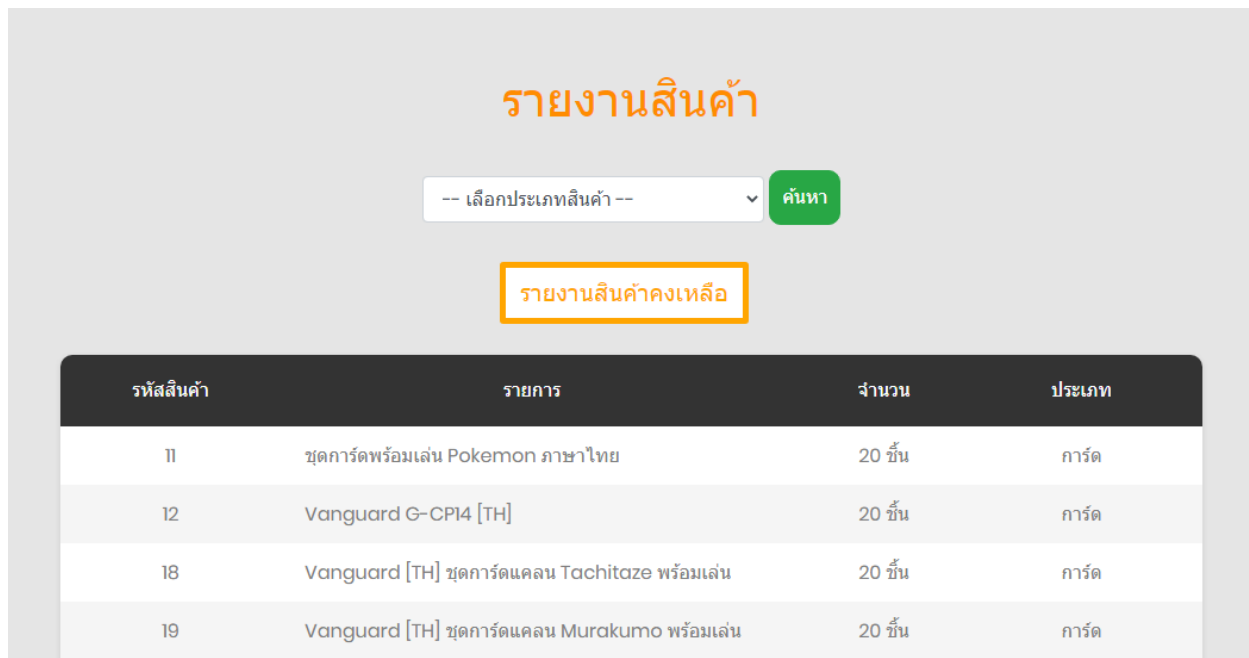 รายงานสินค้า
-- เลือกประเภทสินค้า -- ค้นหา
รายงานสินค้าคงเหลือ
รหัสสินค้า รายการ จำนวน ประเภท
11 ชุดการ์ดพร้อมเล่น Pokemon ภาษาไทย 20 ชิ้น การ์ด
12 Vanguard G-CP14 [TH] 20 ชิ้น การ์ด
18 Vanguard [TH] ชุดการ์ดแคลน Tachitaze พร้อมเล่น 20 ชิ้น การ์ด
19 Vanguard [TH] ชุดการ์ดแคลน Murakumo พร้อมเล่น 20 ชิ้น การ์ด